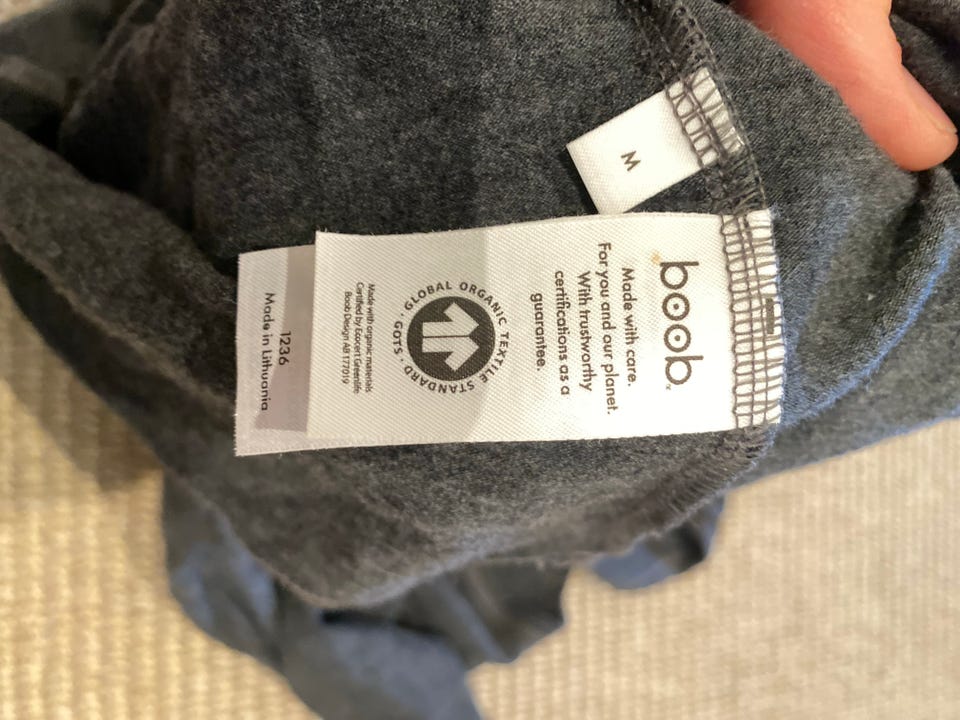 M
boob
Made with care.
For you and our planet.
With trustworthy
certifications as a
guarantee.
· GLOBAL ORGANIC TEXTILE STANDARD · GOTS
Made with organic materials
Certified by Ecocert Greenlife
Boob Design AB 177019
1236
Made in Lithuania